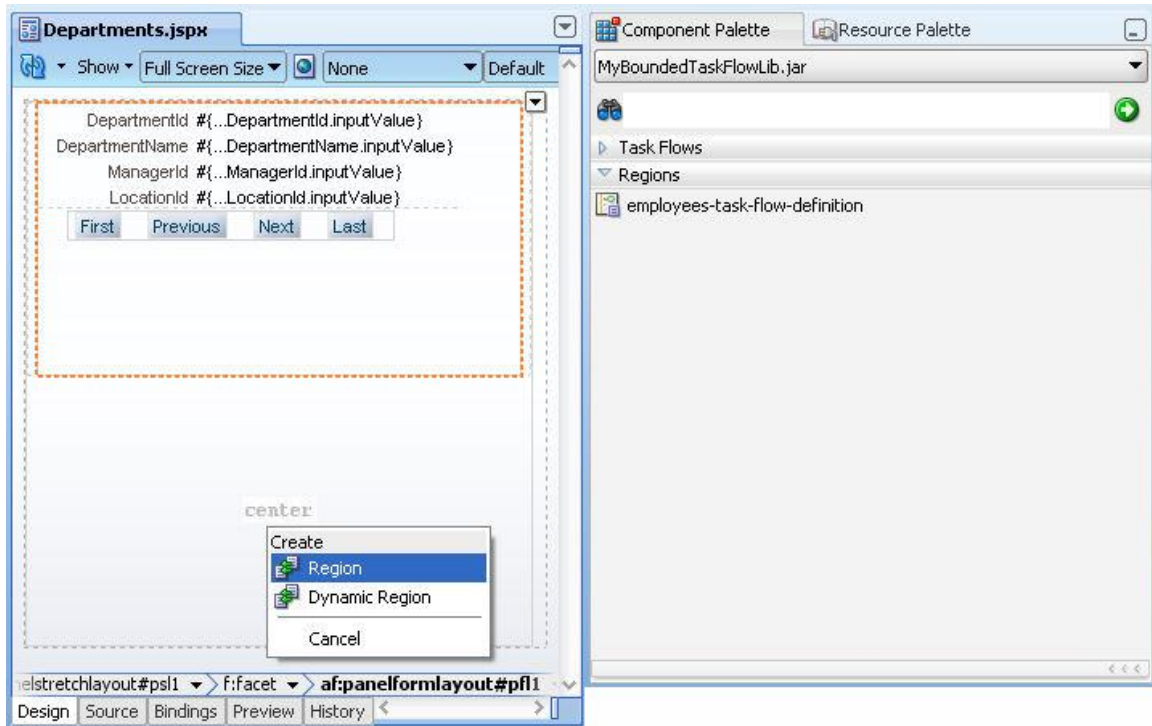 Departments.jspx
Show Full Screen Size None Default
DepartmentId #{...DepartmentId.inputValue}
DepartmentName #{...DepartmentName.inputValue}
ManagerId #{...ManagerId.inputValue}
LocationId #{...LocationId.inputValue}
First Previous Next Last
center
Create
Region
Dynamic Region
Cancel
nelstretchlayout#psl1 f:facet af:panelformlayout#pfl1
Design Source Bindings Preview History
Component Palette Resource Palette
MyBoundedTaskFlowLib.jar
Task Flows
Regions
employees-task-flow-definition